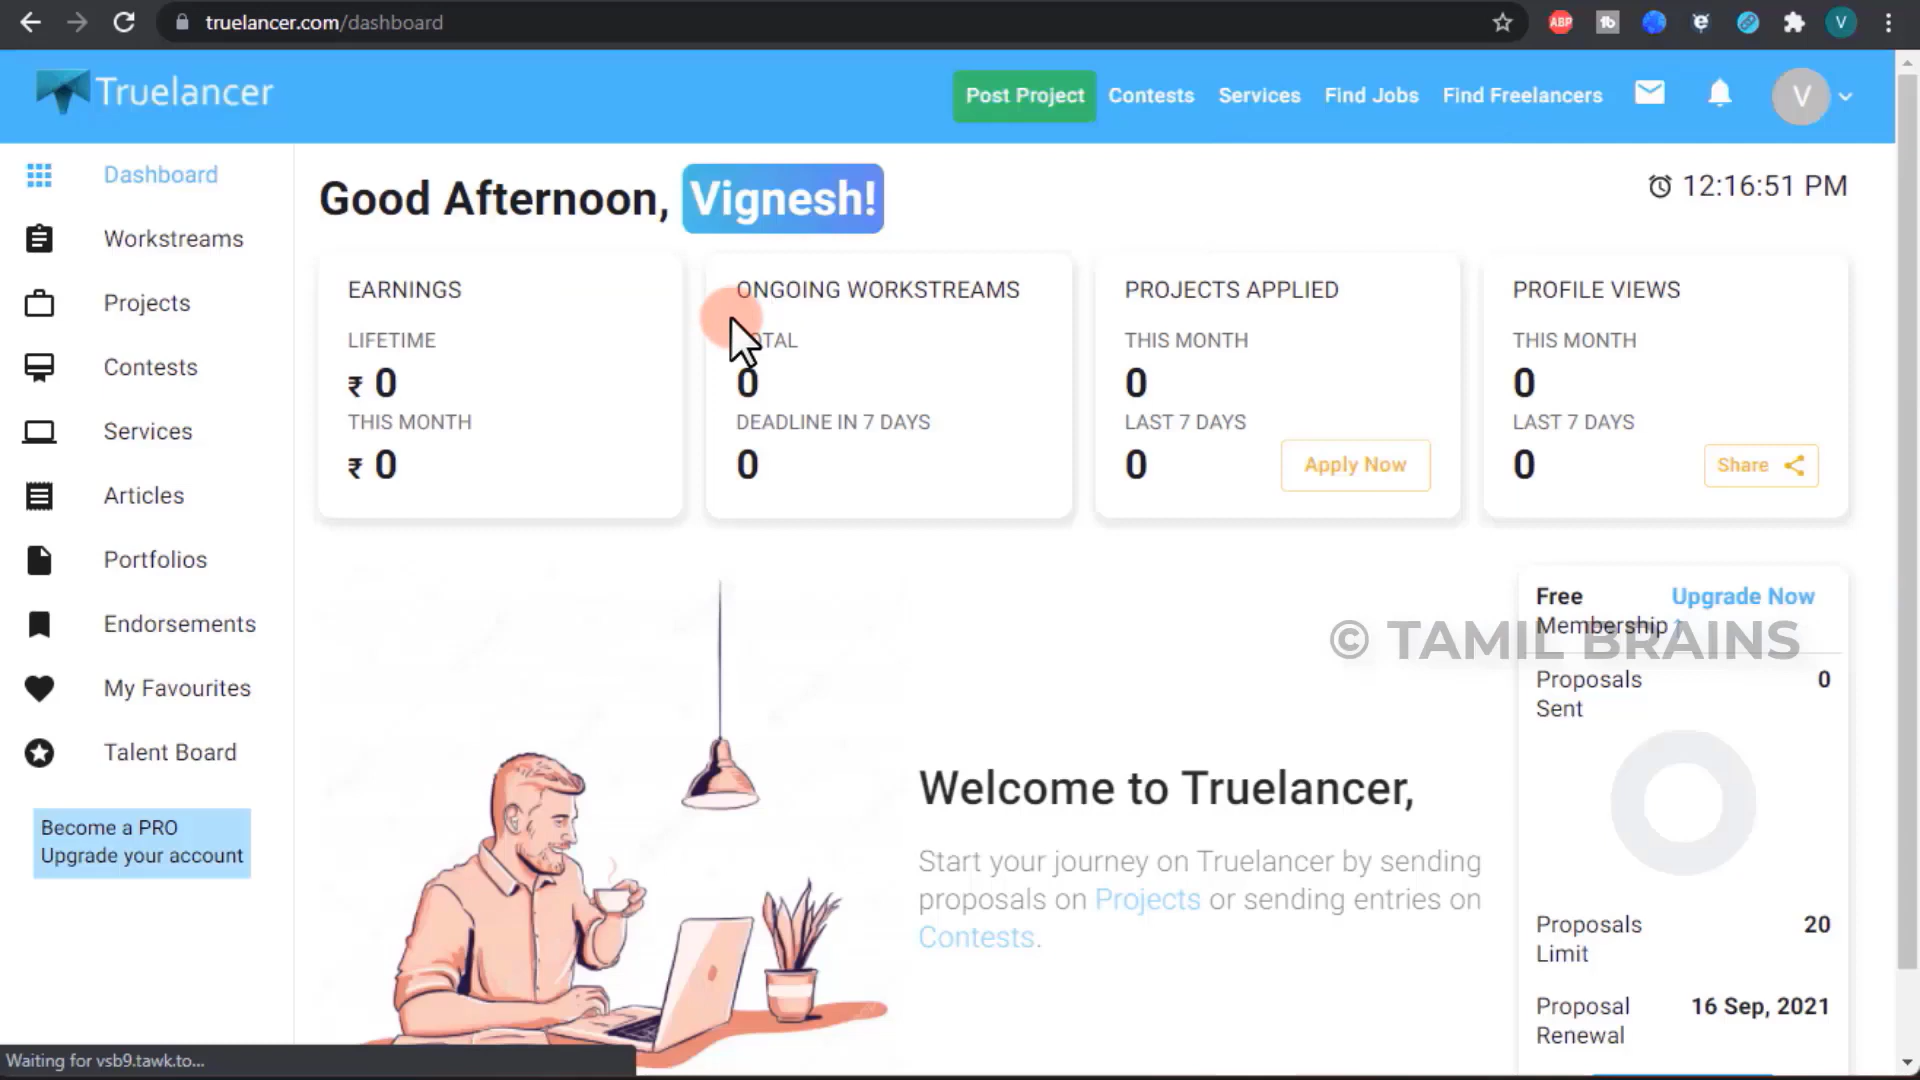 truelancer.com/dashboard
ABP
V
Truelancer
Post Project
Contests
Services
Find Jobs
Find Freelancers
V
Dashboard
Workstreams
Projects
Contests
Services
Articles
Portfolios
Endorsements
My Favourites
Talent Board
Become a PRO
Upgrade your account
Good Afternoon, Vignesh!
12:16:51 PM
EARNINGS
LIFETIME
₹ 0
THIS MONTH
₹ 0
ONGOING WORKSTREAMS
0
DEADLINE IN 7 DAYS
0
PROJECTS APPLIED
THIS MONTH
0
LAST 7 DAYS
0
Apply Now
PROFILE VIEWS
THIS MONTH
0
LAST 7 DAYS
0
Share
Welcome to Truelancer,
Start your journey on Truelancer by sending
proposals on Projects or sending entries on
Contests.
Free Upgrade Now
Membership
© TAMIL BRAINS
Proposals 0
Sent
Proposals 20
Limit
Proposal 16 Sep, 2021
Renewal
Waiting for vsb9.tawk.to...